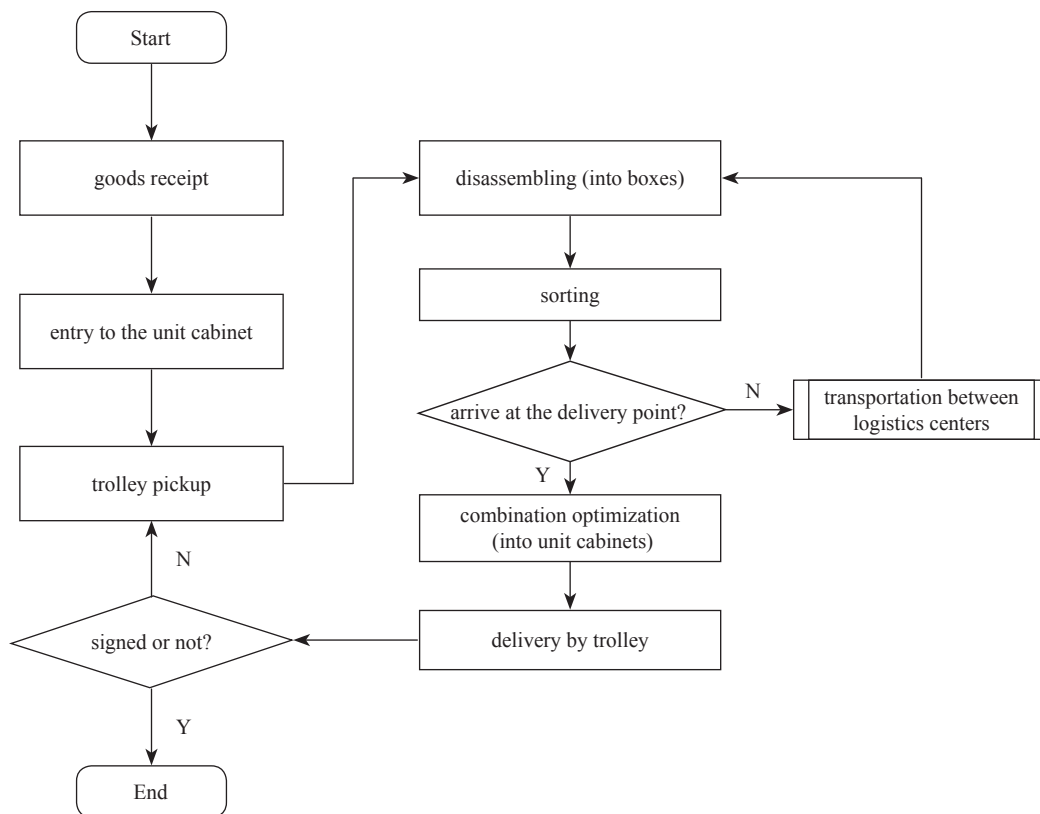 Start
goods receipt
entry to the unit cabinet
trolley pickup
disassembling (into boxes)
sorting
arrive at the delivery point?
N
transportation between
logistics centers
Y
combination optimization
(into unit cabinets)
delivery by trolley
signed or not?
N
Y
End